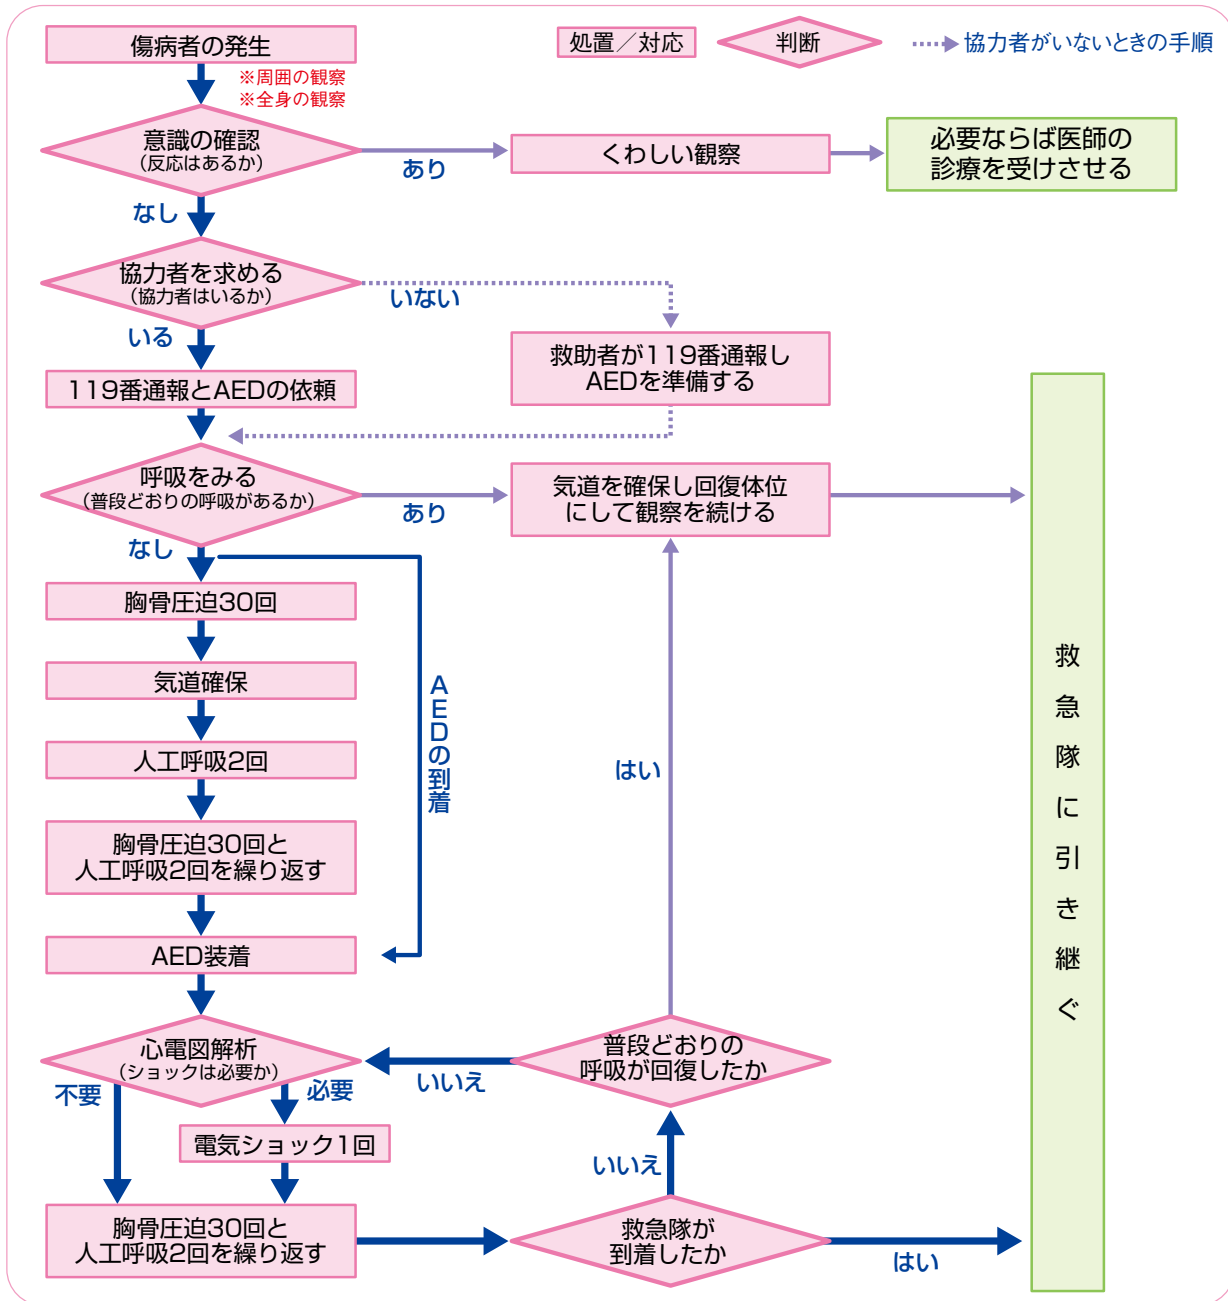 傷病者の発生
処置／対応
判断
協力者がいないときの手順
※周囲の観察
※全身の観察
意識の確認
（反応はあるか）
あり
くわしい観察
必要ならば医師の
診療を受けさせる
なし
協力者を求める
（協力者はいるか）
いない
いる
救助者が119番通報し
AEDを準備する
119番通報とAEDの依頼
呼吸をみる
（普段どおりの呼吸があるか）
あり
気道を確保し回復体位
にして観察を続ける
なし
胸骨圧迫30回
気道確保
人工呼吸2回
胸骨圧迫30回と
人工呼吸2回を繰り返す
AEDの到着
AED装着
はい
救急隊に引き継ぐ
心電図解析
（ショックは必要か）
いいえ
普段どおりの
呼吸が回復したか
不要
必要
電気ショック1回
いいえ
胸骨圧迫30回と
人工呼吸2回を繰り返す
救急隊が
到着したか
はい